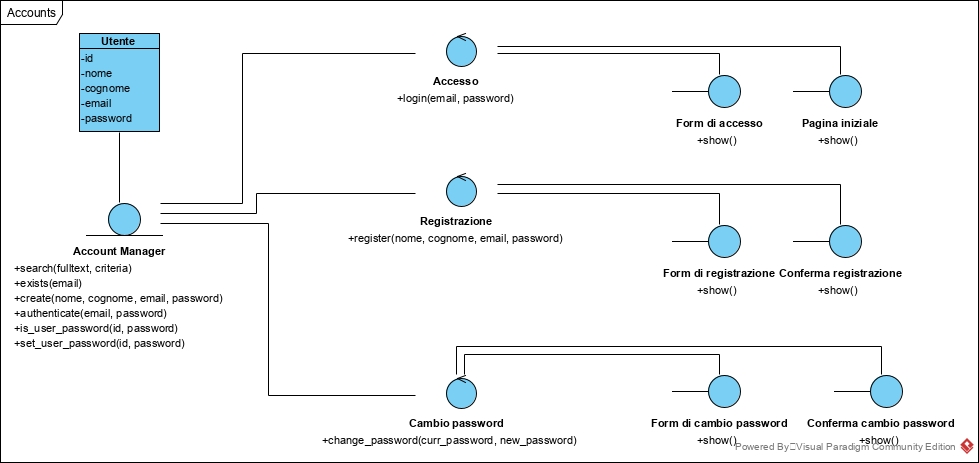 Accounts
Utente
-id
-nome
-cognome
-email
-password
Account Manager
+search(fulltext, criteria)
+exists(email)
+create(nome, cognome, email, password)
+authenticate(email, password)
+is_user_password(id, password)
+set_user_password(id, password)
Accesso
+login(email, password)
Form di accesso
+show()
Pagina iniziale
+show()
Registrazione
+register(nome, cognome, email, password)
Form di registrazione
+show()
Conferma registrazione
+show()
Cambio password
+change_password(curr_password, new_password)
Form di cambio password
+show()
Conferma cambio password
+show()
Powered By Visual Paradigm Community Edition